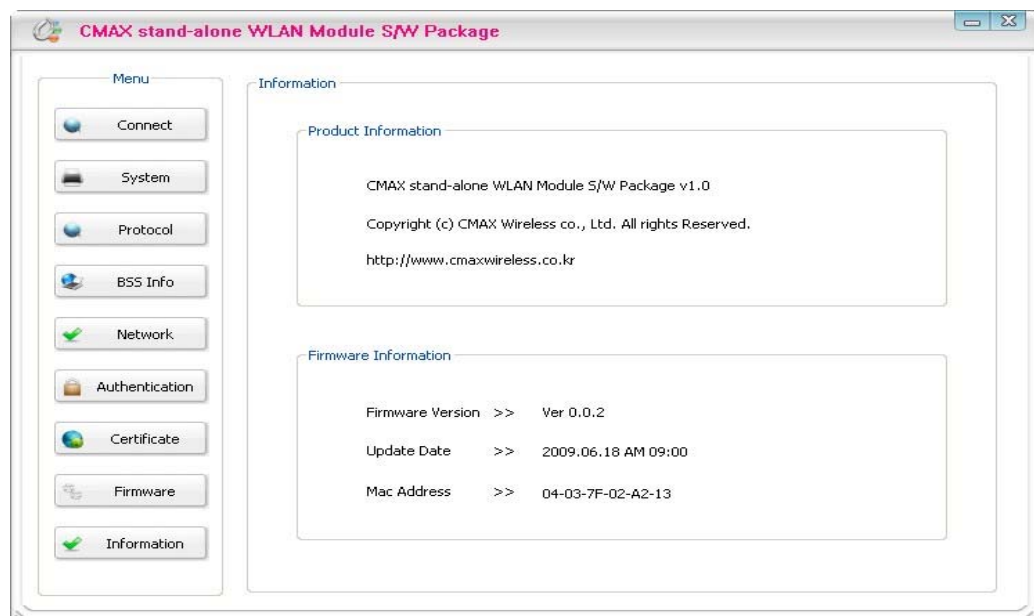 CMAX stand-alone WLAN Module S/W Package
Menu
Connect
System
Protocol
BSS Info
Network
Authentication
Certificate
Firmware
Information
Information
Product Information
CMAX stand-alone WLAN Module S/W Package v1.0
Copyright (c) CMAX Wireless co., Ltd. All rights Reserved.
http://www.cmaxwireless.co.kr
Firmware Information
Firmware Version >> Ver 0.0.2
Update Date >> 2009.06.18 AM 09:00
Mac Address >> 04-03-7F-02-A2-13